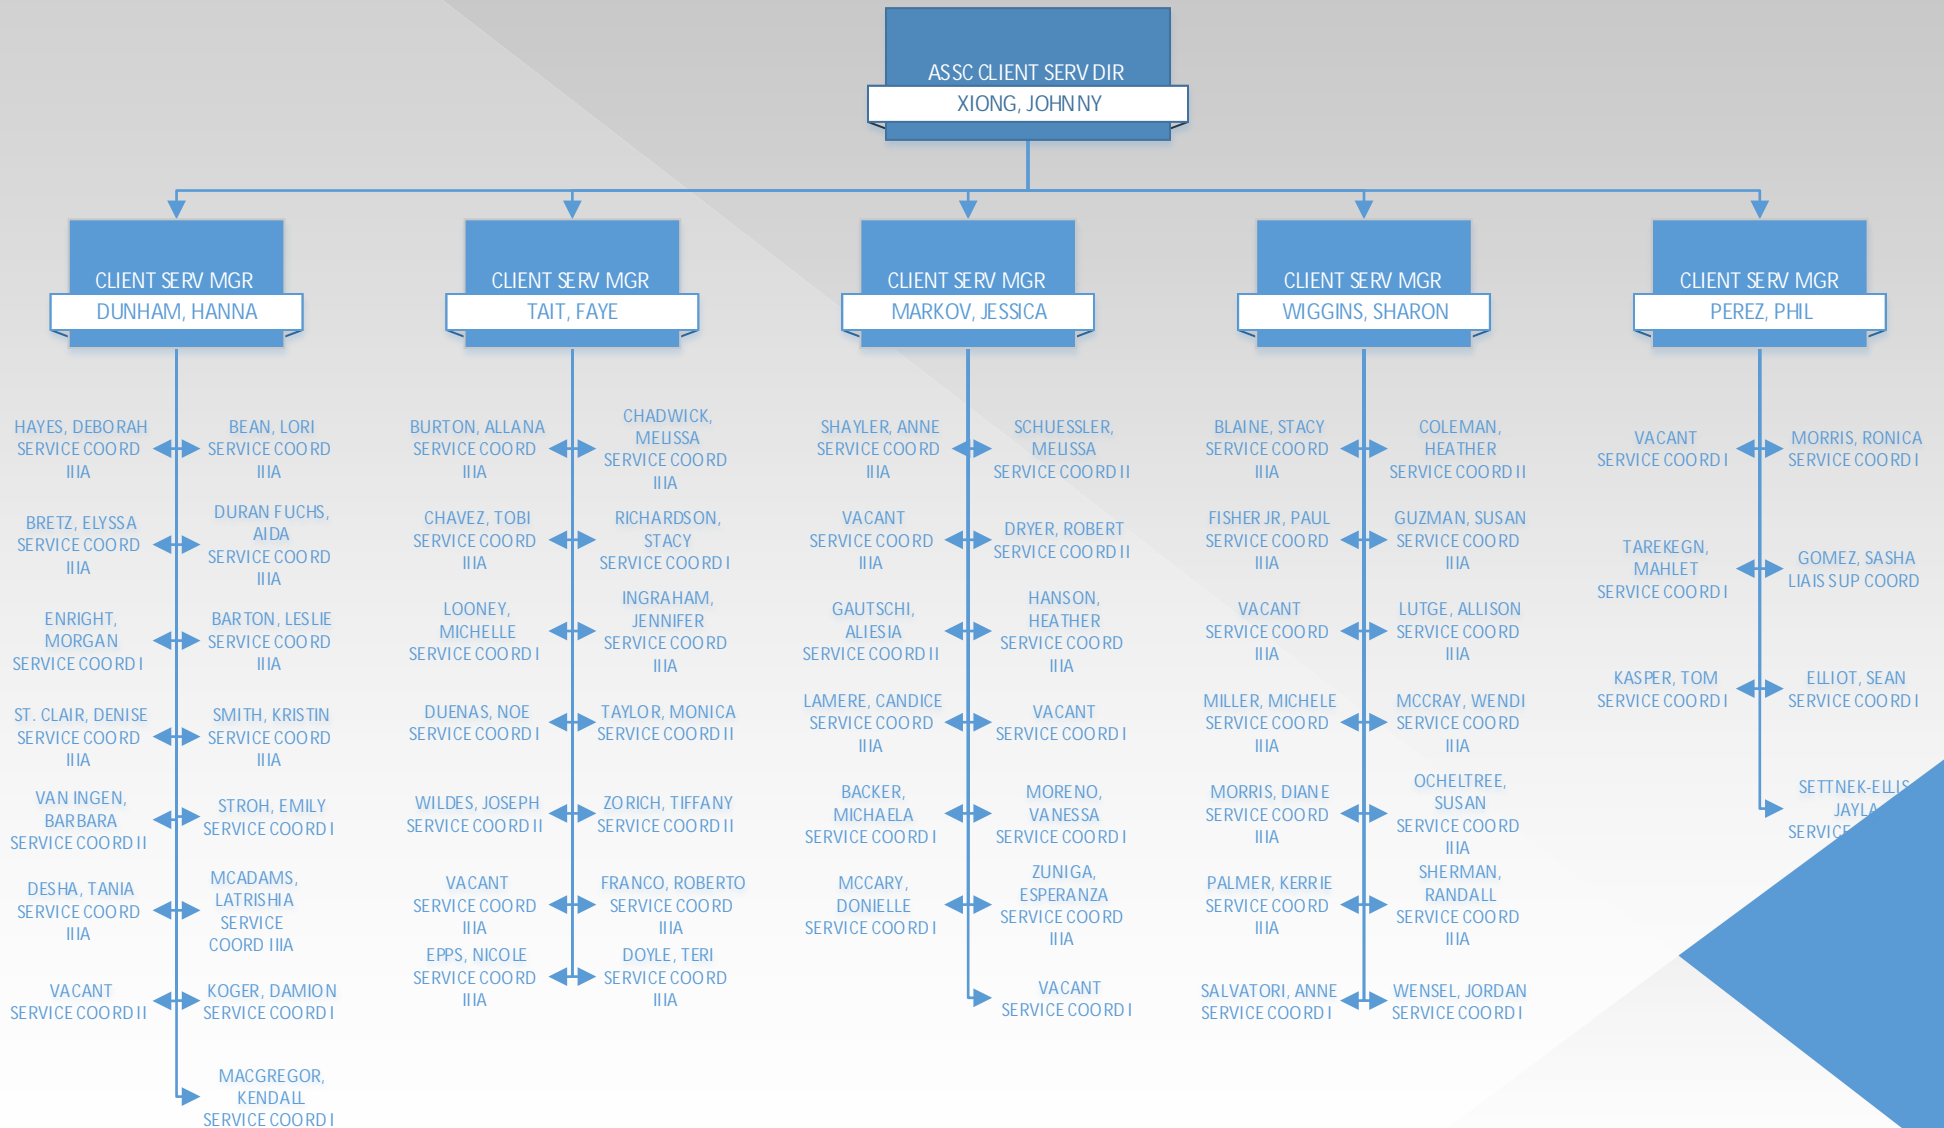 ASSC CLIENT SERV DIR
XIONG, JOHNNY
CLIENT SERV MGR
DUNHAM, HANNA
HAYES, DEBORAH
SERVICE COORD
IIIA
BEAN, LORI
SERVICE COORD
IIIA
BRETZ, ELYSSA
SERVICE COORD
IIIA
DURAN FUCHS,
AIDA
SERVICE COORD
IIIA
ENRIGHT,
MORGAN
SERVICE COORD I
BARTON, LESLIE
SERVICE COORD
IIIA
ST. CLAIR, DENISE
SERVICE COORD
IIIA
SMITH, KRISTIN
SERVICE COORD
IIIA
VAN INGEN,
BARBARA
SERVICE COORD II
STROH, EMILY
SERVICE COORD I
DESHA, TANIA
SERVICE COORD
IIIA
MCADAMS,
LATRISHIA
SERVICE
COORD IIIA
VACANT
SERVICE COORD II
KOGER, DAMION
SERVICE COORD I
MACGREGOR,
KENDALL
SERVICE COORD I
CLIENT SERV MGR
TAIT, FAYE
BURTON, ALLANA
SERVICE COORD
IIIA
CHADWICK,
MELISSA
SERVICE COORD
IIIA
CHAVEZ, TOBI
SERVICE COORD
IIIA
RICHARDSON,
STACY
SERVICE COORD I
LOONEY,
MICHELLE
SERVICE COORD I
INGRAHAM,
JENNIFER
SERVICE COORD
IIIA
DUENAS, NOE
SERVICE COORD I
TAYLOR, MONICA
SERVICE COORD II
WILDES, JOSEPH
SERVICE COORD II
ZORICH, TIFFANY
SERVICE COORD II
VACANT
SERVICE COORD
IIIA
FRANCO, ROBERTO
SERVICE COORD
IIIA
EPPS, NICOLE
SERVICE COORD
IIIA
DOYLE, TERI
SERVICE COORD
IIIA
CLIENT SERV MGR
MARKOV, JESSICA
SHAYLER, ANNE
SERVICE COORD
IIIA
SCHUESSLER,
MELISSA
SERVICE COORD II
VACANT
SERVICE COORD
IIIA
DRYER, ROBERT
SERVICE COORD II
GAUTSCHI,
ALIESIA
SERVICE COORD II
HANSON,
HEATHER
SERVICE COORD
IIIA
LAMERE, CANDICE
SERVICE COORD
IIIA
VACANT
SERVICE COORD I
BACKER,
MICHAELA
SERVICE COORD I
MORENO,
VANESSA
SERVICE COORD I
MCCARY,
DONIELLE
SERVICE COORD I
ZUNIGA,
ESPERANZA
SERVICE COORD
IIIA
VACANT
SERVICE COORD I
CLIENT SERV MGR
WIGGINS, SHARON
BLAINE, STACY
SERVICE COORD
IIIA
COLEMAN,
HEATHER
SERVICE COORD II
FISHER JR, PAUL
SERVICE COORD
IIIA
GUZMAN, SUSAN
SERVICE COORD
IIIA
VACANT
SERVICE COORD
IIIA
LUTGE, ALLISON
SERVICE COORD
IIIA
MILLER, MICHELE
SERVICE COORD
IIIA
MCCRAY, WENDI
SERVICE COORD
IIIA
MORRIS, DIANE
SERVICE COORD
IIIA
OCHELTREE,
SUSAN
SERVICE COORD
IIIA
PALMER, KERRIE
SERVICE COORD
IIIA
SHERMAN,
RANDALL
SERVICE COORD
IIIA
SALVATORI, ANNE
SERVICE COORD I
WENSEL, JORDAN
SERVICE COORD I
CLIENT SERV MGR
PEREZ, PHIL
VACANT
SERVICE COORD I
MORRIS, RONICA
SERVICE COORD I
TAREKEGN,
MAHLET
SERVICE COORD I
GOMEZ, SASHA
LIAIS SUP COORD
KASPER, TOM
SERVICE COORD I
ELLIOT, SEAN
SERVICE COORD I
SETTNEK-ELLIS
JAYLA
SERVICE